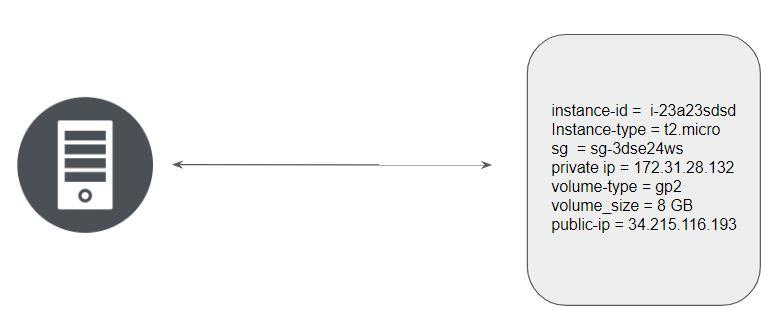 instance-id = i-23a23sdsd
Instance-type = t2.micro
sg = sg-3dse24ws
private ip = 172.31.28.132
volume-type = gp2
volume_size = 8 GB
public-ip = 34.215.116.193